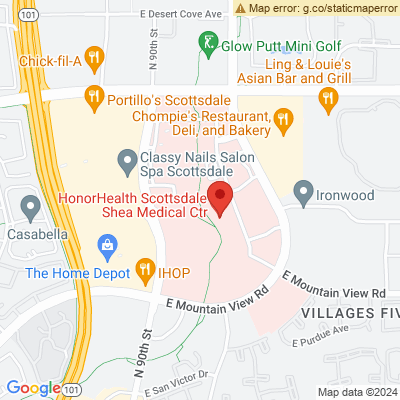 Map error: g.co/staticmaperror
101
E Desert Cove Ave
N 90th St
Chick-fil-A
Glow Putt Mini Golf
Ling & Louie's
Asian Bar and Grill
Portillo's Scottsdale
Chompie's Restaurant,
Deli, and Bakery
Classy Nails Salon
Spa Scottsdale
HonorHealth Scottsdale
Shea Medical Ctr
Ironwood
Casabella
The Home Depot
IHOP
E Mountain View Rd
E Mountain View Rd
VILLAGES FIV
N 90th St
E Purdue Ave
E San Victor Dr
101
Google
Map data ©2024